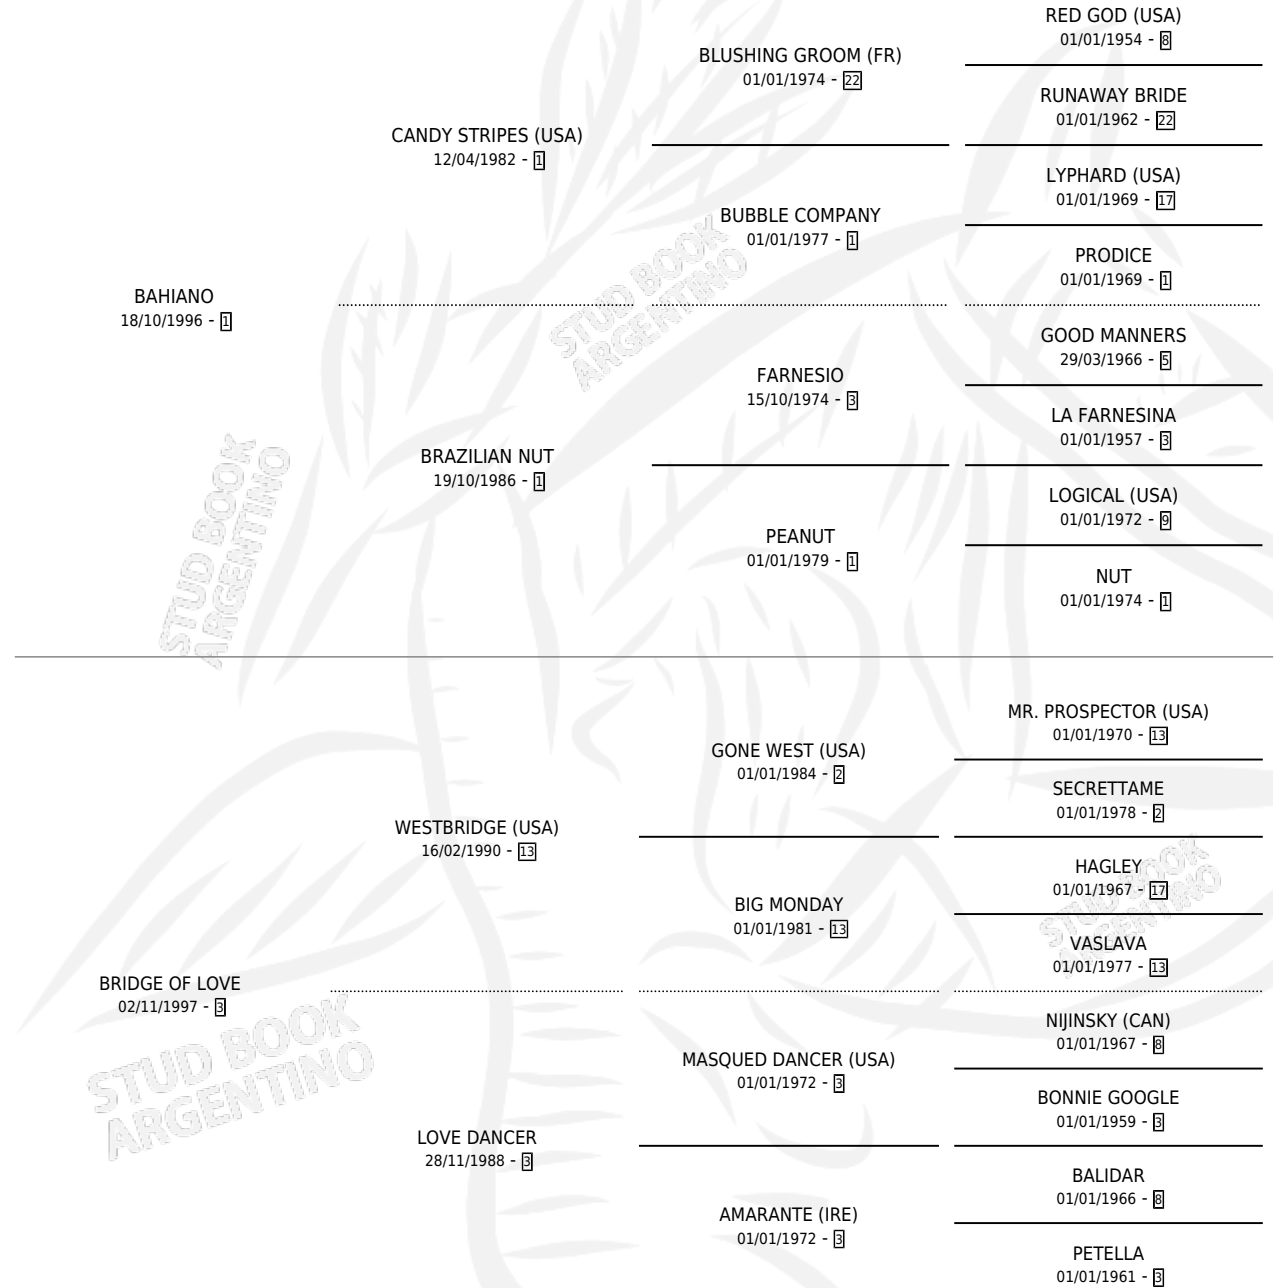 RED GOD (USA)
01/01/1954 - 8
BLUSHING GROOM (FR)
01/01/1974 - 22
RUNAWAY BRIDE
01/01/1962 - 22
CANDY STRIPES (USA)
12/04/1982 - 1
LYPHARD (USA)
01/01/1969 - 17
BUBBLE COMPANY
01/01/1977 - 1
PRODICE
01/01/1969 - 1
BAHIANO
18/10/1996 - 1
STUD BOOK
ARGENTINO
GOOD MANNERS
29/03/1966 - 5
FARNESIO
15/10/1974 - 3
LA FARNESINA
01/01/1957 - 3
BRAZILIAN NUT
19/10/1986 - 1
LOGICAL (USA)
01/01/1972 - 9
PEANUT
01/01/1979 - 1
NUT
01/01/1974 - 1
STUD BOOK
ARGENTINO
MR. PROSPECTOR (USA)
01/01/1970 - 13
GONE WEST (USA)
01/01/1984 - 2
SECRETTAME
01/01/1978 - 2
WESTBRIDGE (USA)
16/02/1990 - 13
HAGLEY
01/01/1967 - 17
BIG MONDAY
01/01/1981 - 13
VASLAVA
01/01/1977 - 13
STUD BOOK
ARGENTINO
BRIDGE OF LOVE
02/11/1997 - 3
NIJINSKY (CAN)
01/01/1967 - 8
MASQUED DANCER (USA)
01/01/1972 - 3
BONNIE GOOGLE
01/01/1959 - 3
STUD BOOK
ARGENTINO
LOVE DANCER
28/11/1988 - 3
BALIDAR
01/01/1966 - 8
AMARANTE (IRE)
01/01/1972 - 3
PETELLA
01/01/1961 - 3